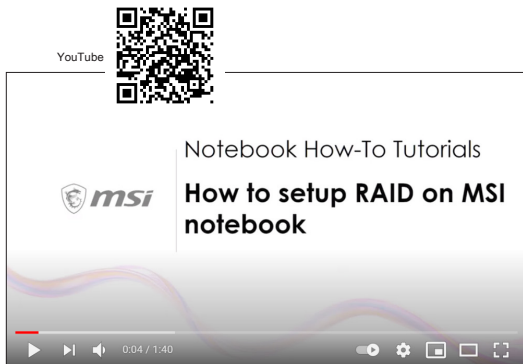 YouTube
Notebook How-To Tutorials
msi
How to setup RAID on MSI
notebook
0:04 / 1:40